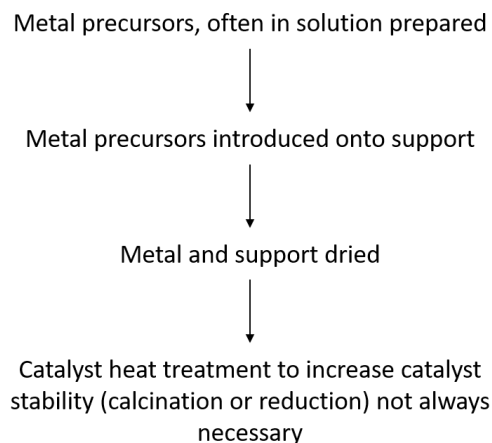 Metal precursors, often in solution prepared
Metal precursors introduced onto support
Metal and support dried
Catalyst heat treatment to increase catalyst
stability (calcination or reduction) not always
necessary